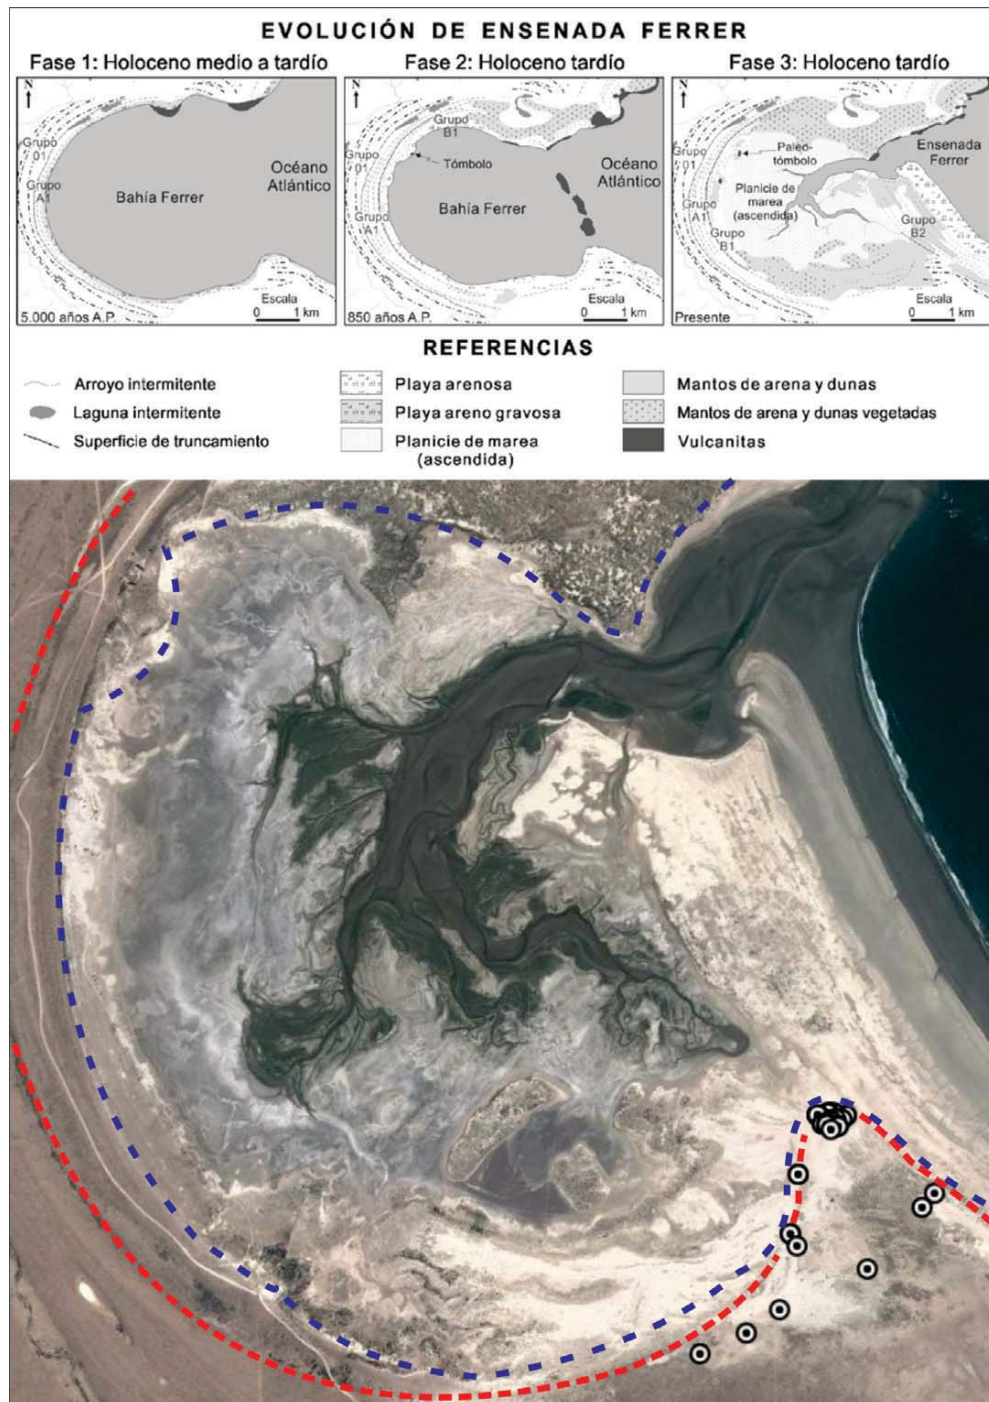 EVOLUCIÓN DE ENSENADA FERRER
Fase 1: Holoceno medio a tardío
Fase 2: Holoceno tardío
Fase 3: Holoceno tardío
N
Grupo
01
Grupo
A1
Bahía Ferrer
Océano
Atlántico
Escala
0 1 km
5.000 años A.P.
N
Grupo
B1
Grupo
01
Tómbolo
Océano
Atlántico
Bahía Ferrer
Grupo
A1
Escala
0 1 km
850 años A.P.
N
Grupo
01
Paleo-
tómbolo
Ensenada
Ferrer
Planicie de
marea
(ascendida)
Grupo
A1
Grupo
B1
Grupo
B2
Escala
0 1 km
Presente
REFERENCIAS
Arroyo intermitente
Laguna intermitente
Superficie de truncamiento
Playa arenosa
Playa areno gravosa
Planicie de marea
(ascendida)
Mantos de arena y dunas
Mantos de arena y dunas vegetadas
Vulcanitas